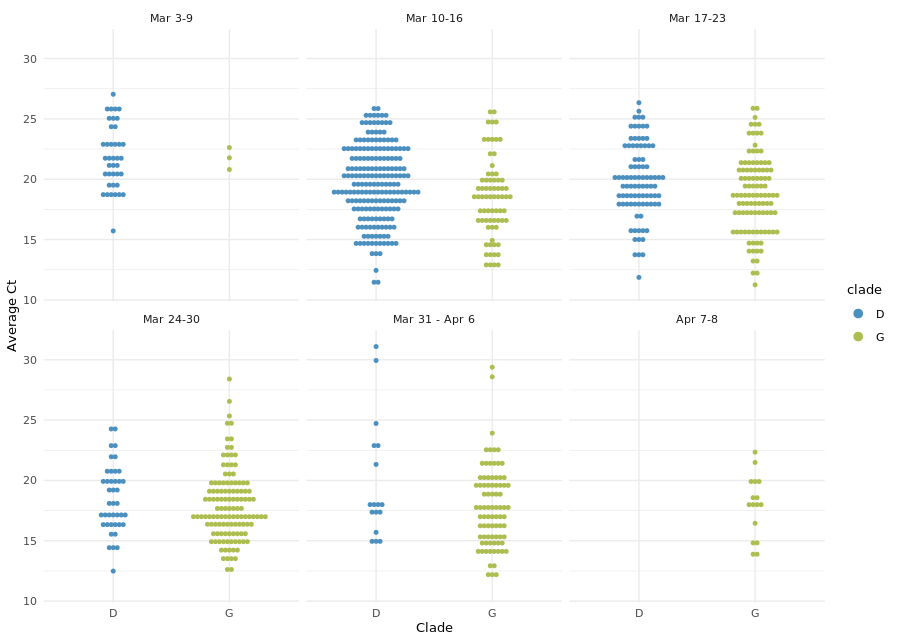 Mar 3-9
Mar 10-16
Mar 17-23
30
25
20
15
10
Mar 24-30
Mar 31 - Apr 6
Apr 7-8
30
25
20
15
10
D
G
D
G
D
G
Clade
Average Ct
clade
D
G